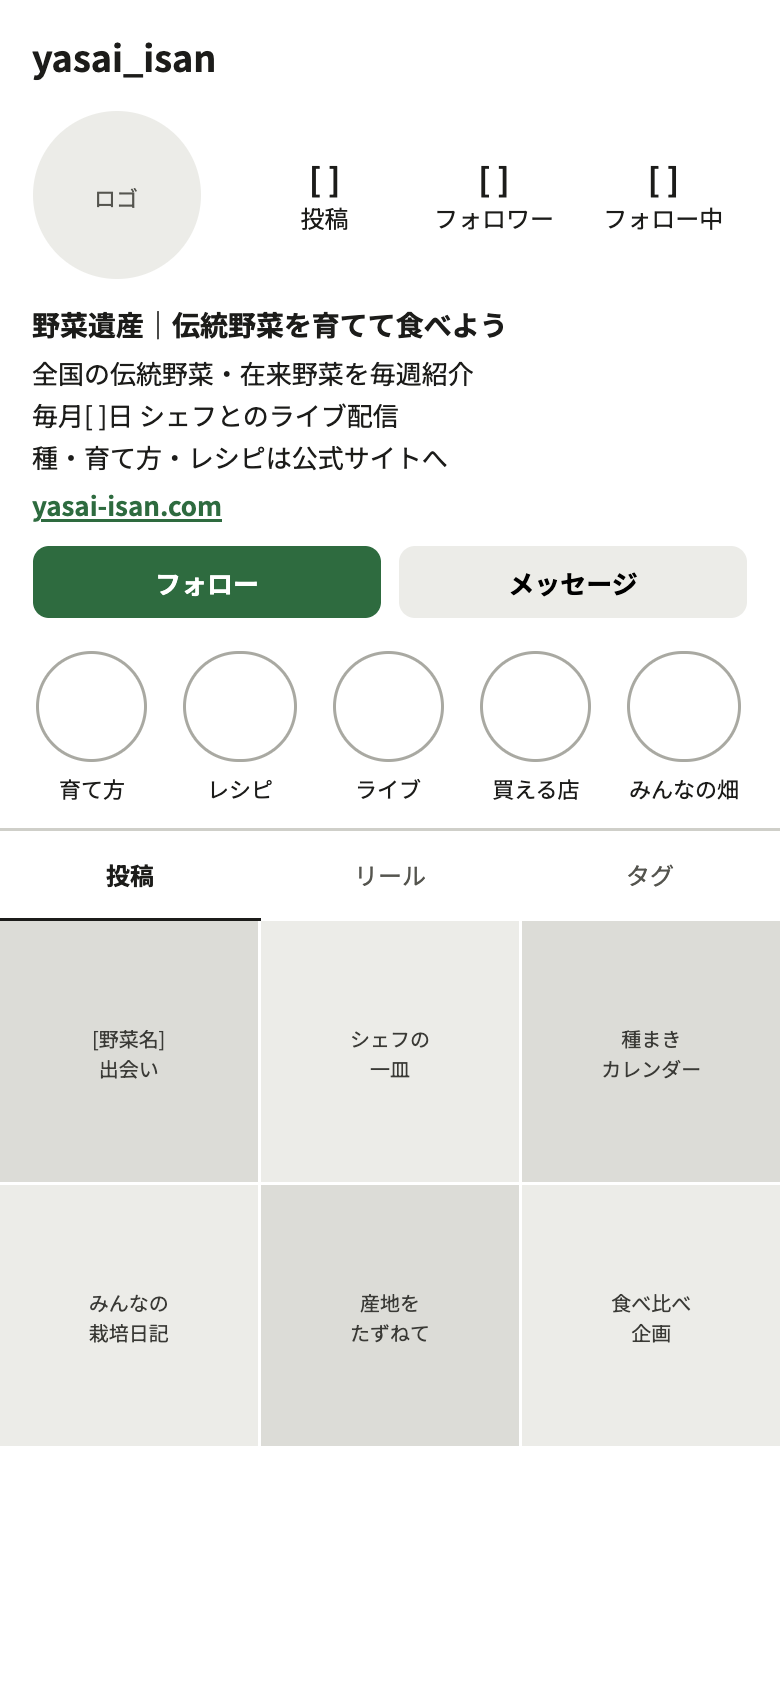 yasai_isan
ロゴ
[ ]
投稿
[ ]
フォロワー
[ ]
フォロー中
野菜遺産｜伝統野菜を育てて食べよう
全国の伝統野菜・在来野菜を毎週紹介
毎月[ ]日 シェフとのライブ配信
種・育て方・レシピは公式サイトへ
yasai-isan.com
フォロー
メッセージ
育て方
レシピ
ライブ
買える店
みんなの畑
投稿
リール
タグ
[野菜名]
出会い
シェフの
一皿
種まき
カレンダー
みんなの
栽培日記
産地を
たずねて
食べ比べ
企画